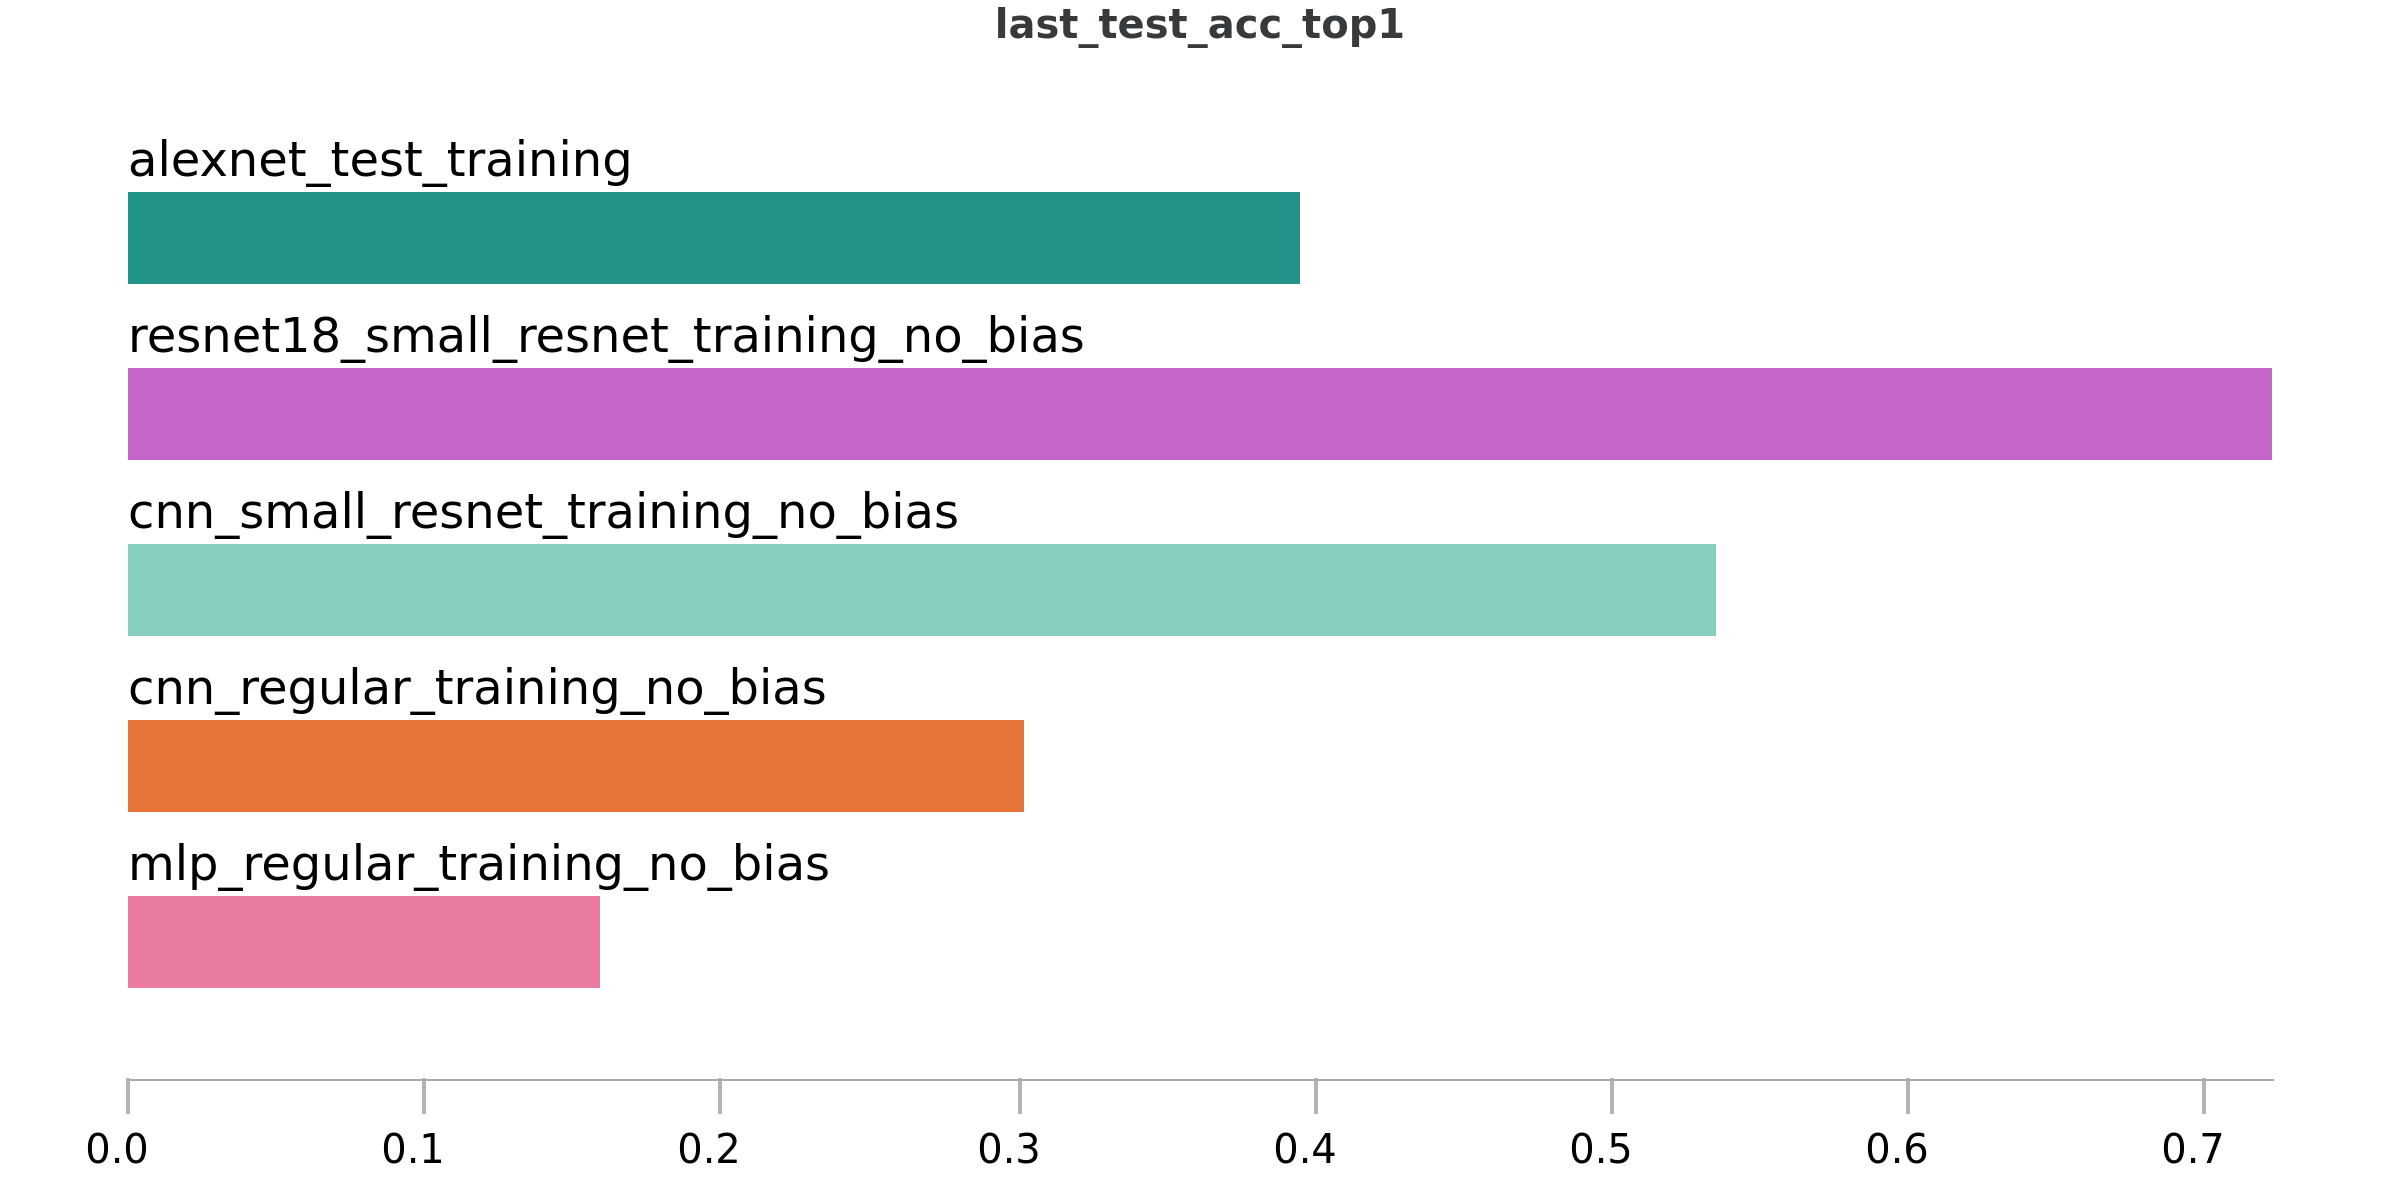 last_test_acc_top1
alexnet_test_training
resnet18_small_resnet_training_no_bias
cnn_small_resnet_training_no_bias
cnn_regular_training_no_bias
mlp_regular_training_no_bias
0.0 0.1 0.2 0.3 0.4 0.5 0.6 0.7